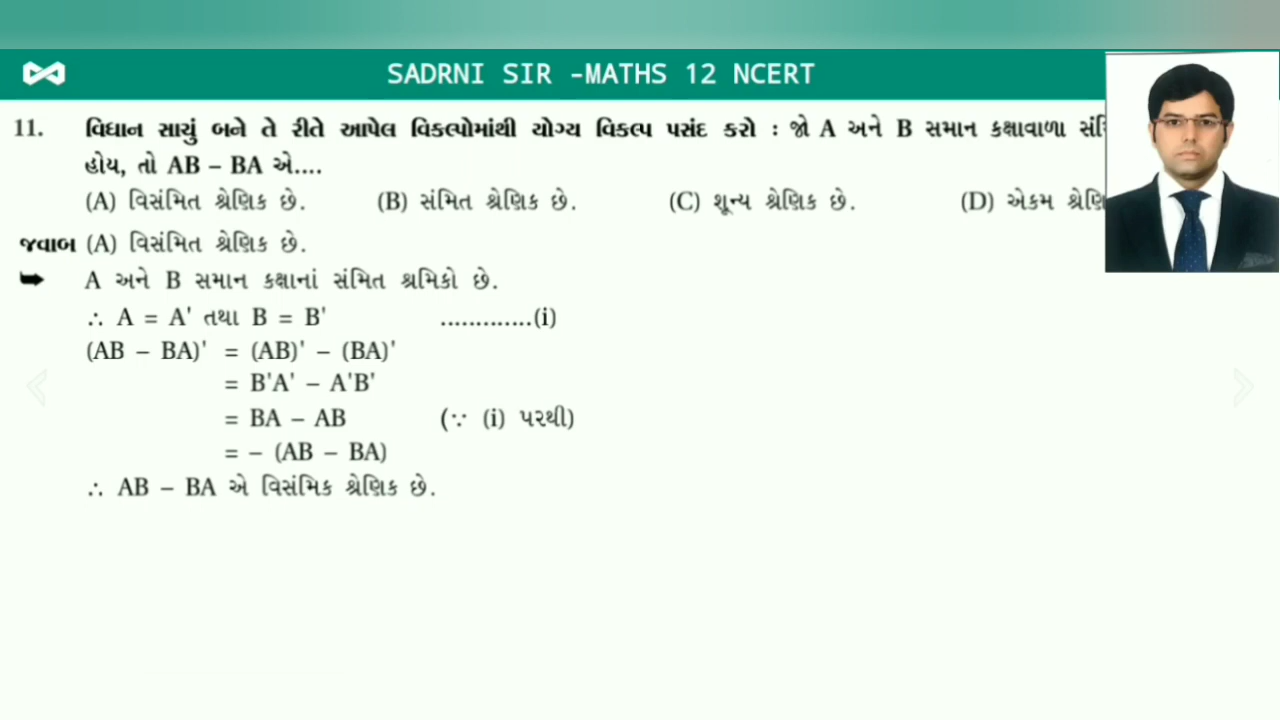 SADRNI SIR -MATHS 12 NCERT
11. વિધાન સાચું બને તે રીતે આપેલ વિકલ્પોમાંથી યોગ્ય વિકલ્પ પસંદ કરો : જો A અને B સમાન કક્ષાવાળા
હોય, તો AB – BA એ....
(A) વિસંમિત શ્રેણિક છે. (B) સંમિત શ્રેણિક છે. (C) શૂન્ય શ્રેણિક છે. (D) એકમ
જવાબ (A) વિસંમિત શ્રેણિક છે.
➥ A અને B સમાન કક્ષાનાં સંમિત શ્રમિકો છે.
∴ A = A' તથા B = B' .............(i)
(AB – BA)' = (AB)' – (BA)'
= B'A' – A'B'
= BA – AB (∵ (i) પરથી)
= – (AB – BA)
∴ AB – BA એ વિસંમિક શ્રેણિક છે.